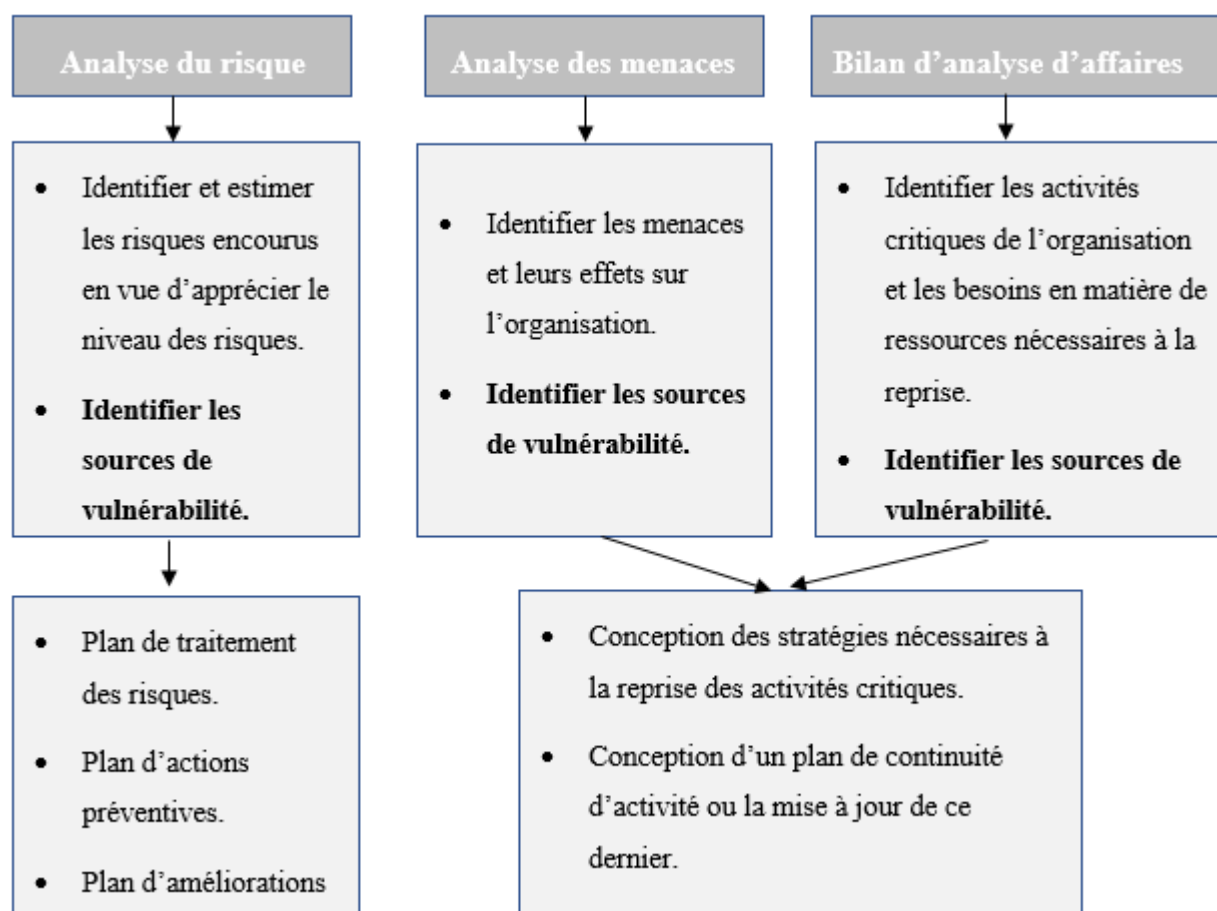 Analyse du risque
Analyse des menaces
Bilan d’analyse d’affaires
• Identifier et estimer
les risques encourus
en vue d’apprécier le
niveau des risques.
• Identifier les
sources de
vulnérabilité.
• Identifier les menaces
et leurs effets sur
l’organisation.
• Identifier les sources
de vulnérabilité.
• Identifier les activités
critiques de l’organisation
et les besoins en matière de
ressources nécessaires à la
reprise.
• Identifier les sources de
vulnérabilité.
• Plan de traitement
des risques.
• Plan d’actions
préventives.
• Plan d’améliorations
• Conception des stratégies nécessaires à
la reprise des activités critiques.
• Conception d’un plan de continuité
d’activité ou la mise à jour de ce
dernier.